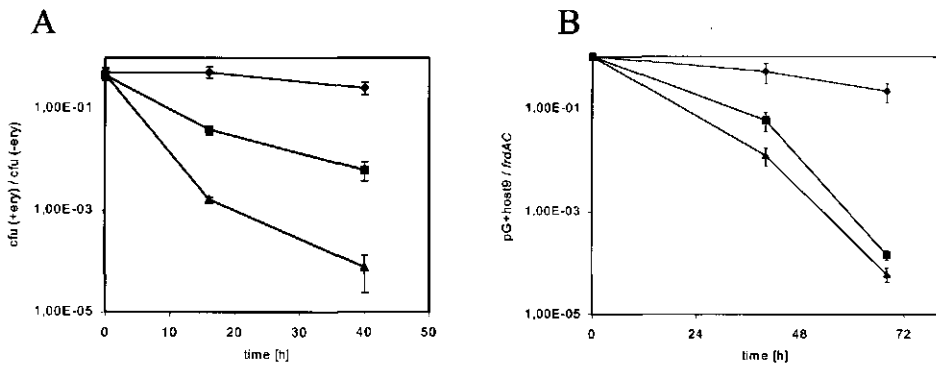 A
B
cfu (+ery) / cfu (-ery)
1,00E-01
1,00E-03
1,00E-05
0 10 20 30 40 50
time [h]
pG+host9 / frdAC
1,00E-01
1,00E-03
1,00E-05
0 24 48 72
time [h]